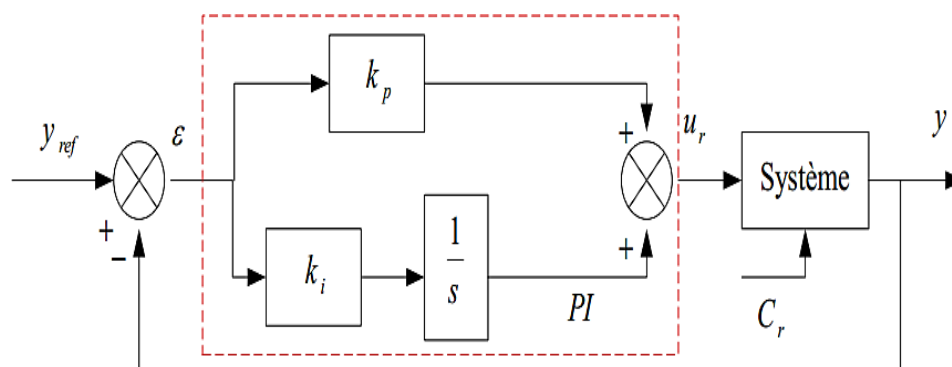 y_ref
+
−
ε
k_p
k_i
1
s
PI
+
+
u_r
Système
C_r
y